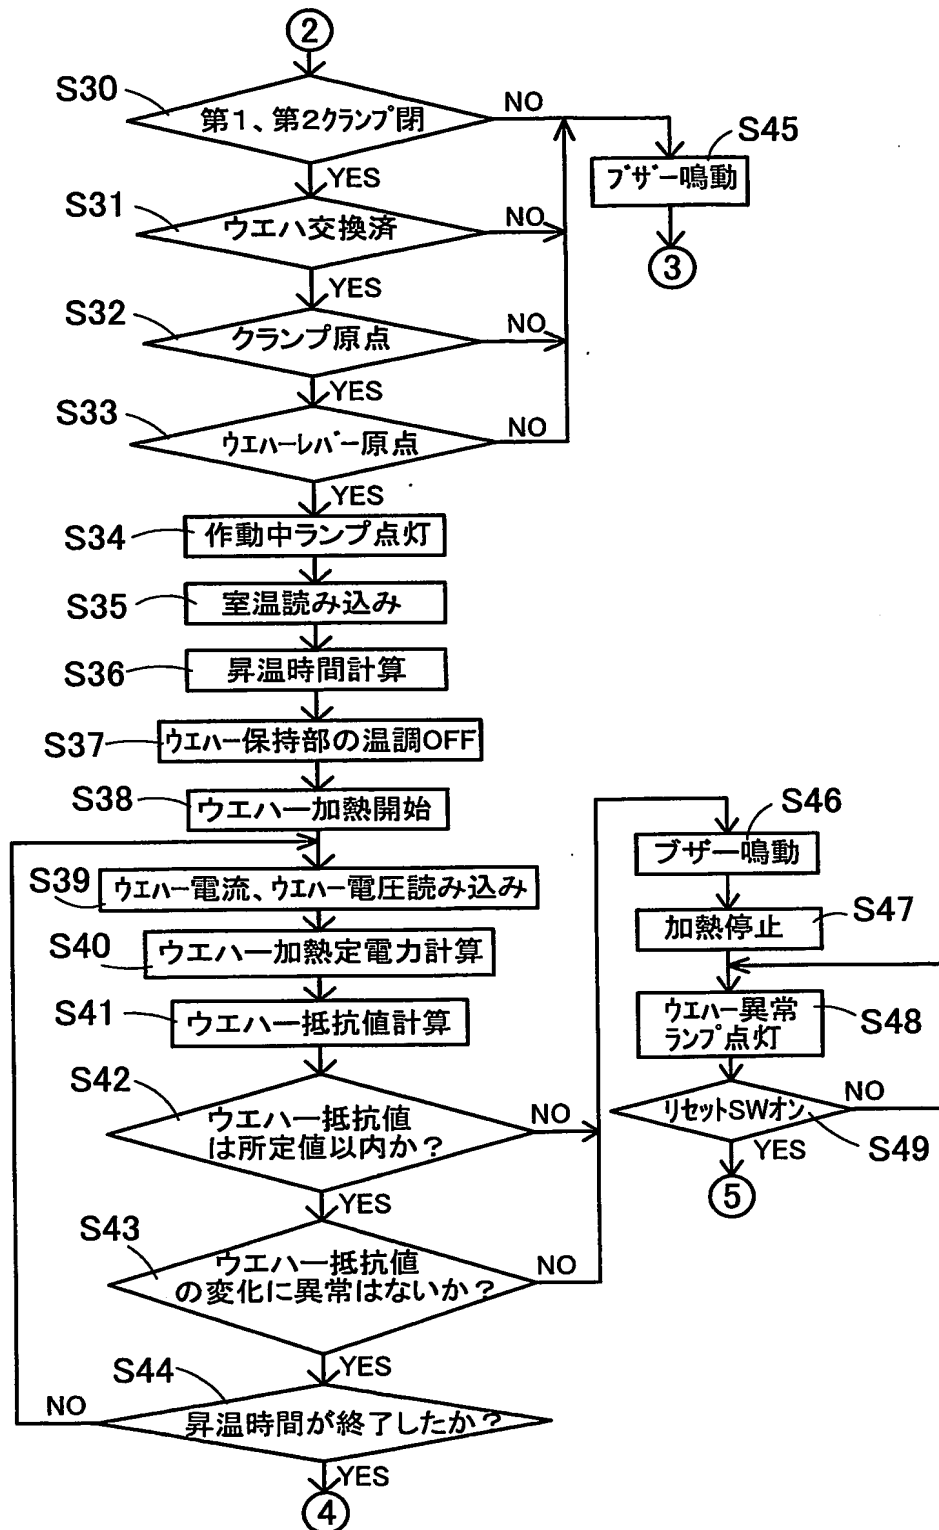 ②
S30
第1、第2クランプ閉
NO
YES
S45
ブザー鳴動
③
S31
ウエハ交換済
NO
YES
S32
クランプ原点
NO
YES
S33
ウエハーレバー原点
NO
YES
S34
作動中ランプ点灯
S35
室温読み込み
S36
昇温時間計算
S37
ウエハー保持部の温調OFF
S38
ウエハー加熱開始
S39
ウエハー電流、ウエハー電圧読み込み
S40
ウエハー加熱定電力計算
S41
ウエハー抵抗値計算
S42
ウエハー抵抗値
は所定値以内か？
NO
YES
S43
ウエハー抵抗値
の変化に異常はないか？
NO
YES
S44
昇温時間が終了したか？
NO
YES
④
S46
ブザー鳴動
S47
加熱停止
S48
ウエハー異常
ランプ点灯
S49
リセットSWオン
NO
YES
⑤